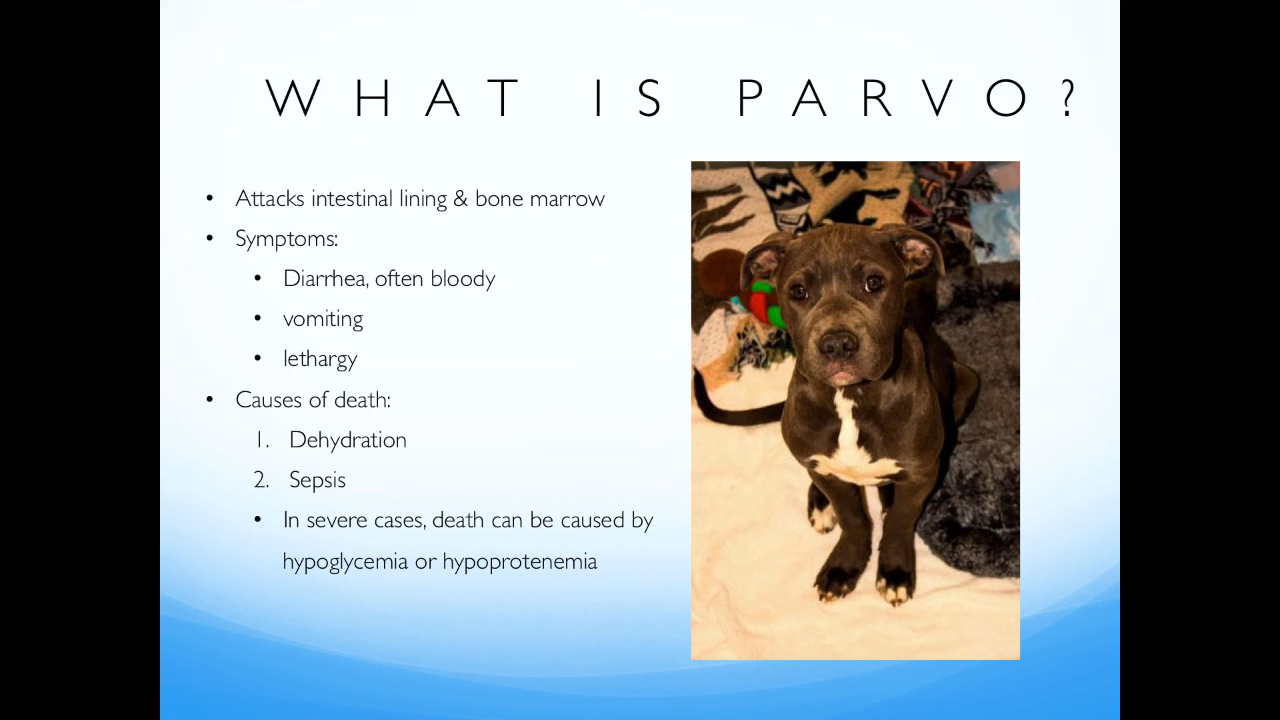 WHAT IS PARVO?
• Attacks intestinal lining & bone marrow
• Symptoms:
• Diarrhea, often bloody
• vomiting
• lethargy
• Causes of death:
1. Dehydration
2. Sepsis
• In severe cases, death can be caused by
hypoglycemia or hypoprotenemia